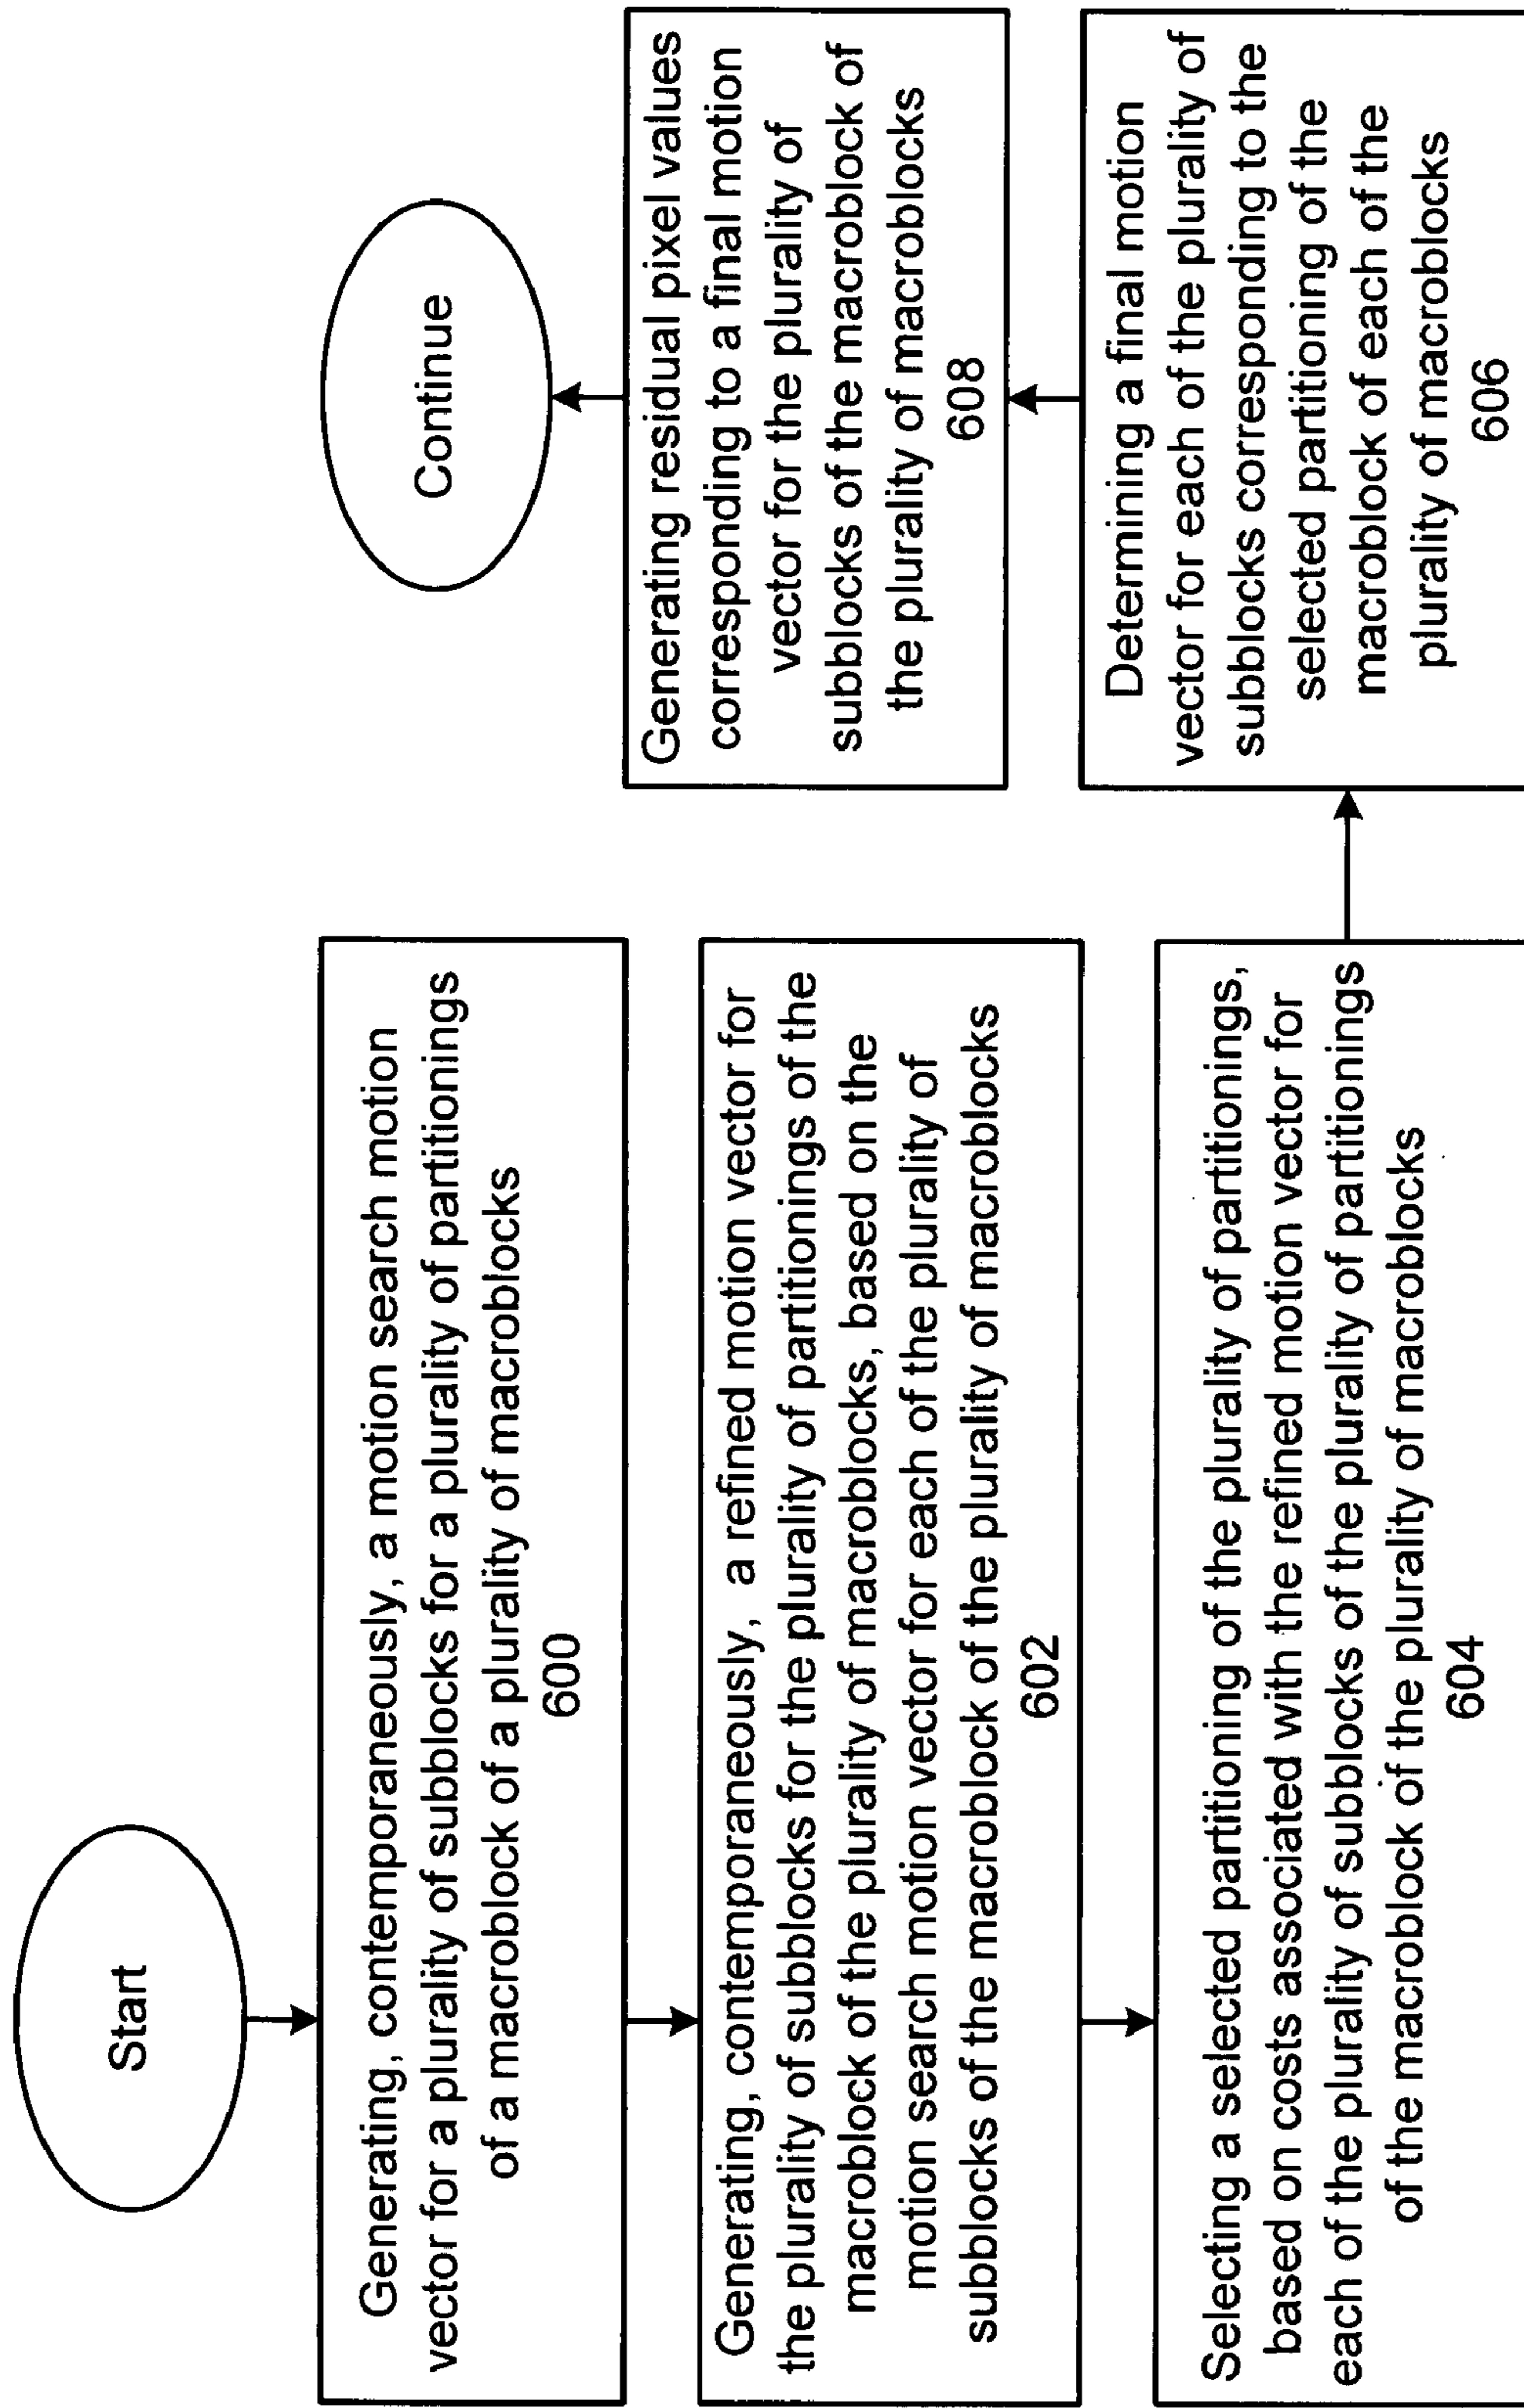 Start
Generating, contemporaneously, a motion search motion
vector for a plurality of subblocks for a plurality of partitionings
of a macroblock of a plurality of macroblocks
600
Generating, contemporaneously, a refined motion vector for
the plurality of subblocks for the plurality of partitionings of the
macroblock of the plurality of macroblocks, based on the
motion search motion vector for each of the plurality of
subblocks of the macroblock of the plurality of macroblocks
602
Selecting a selected partitioning of the plurality of partitionings,
based on costs associated with the refined motion vector for
each of the plurality of subblocks of the plurality of partitionings
of the macroblock of the plurality of macroblocks
604
Determining a final motion
vector for each of the plurality of
subblocks corresponding to the
selected partitioning of the
macroblock of each of the
plurality of macroblocks
606
Generating residual pixel values
corresponding to a final motion
vector for the plurality of
subblocks of the macroblock of
the plurality of macroblocks
608
Continue